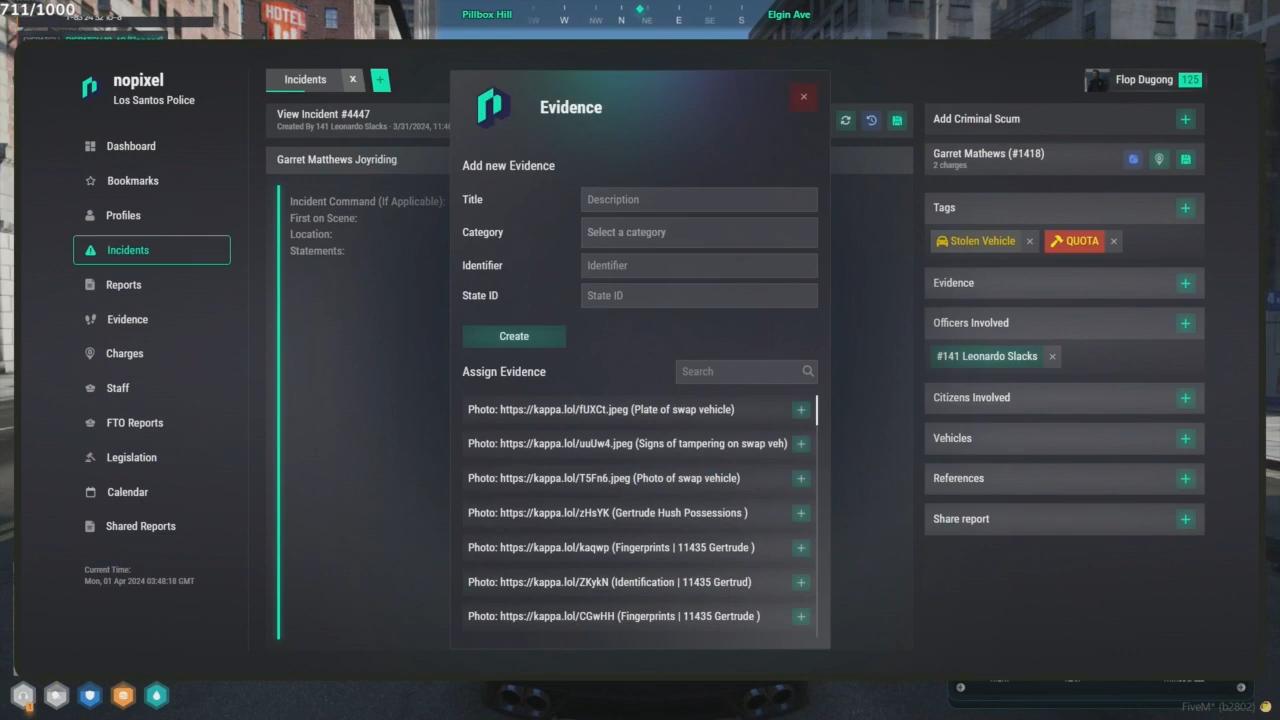 711/1000
HOTEL
Pillbox Hill
SW W NW N NE E SE S
Elgin Ave
nopixel
Los Santos Police
Dashboard
Bookmarks
Profiles
Incidents
Reports
Evidence
Charges
Staff
FTO Reports
Legislation
Calendar
Shared Reports
Current Time:
Mon, 01 Apr 2024 03:48:18 GMT
Incidents x +
View Incident #4447
Created By 141 Leonardo Slacks · 3/31/2024, 11:4
Garret Matthews Joyriding
Incident Command (If Applicable):
First on Scene:
Location:
Statements:
Evidence
×
Add new Evidence
Title Description
Category Select a category
Identifier Identifier
State ID State ID
Create
Assign Evidence Search
Photo: https://kappa.lol/fUXCt.jpeg (Plate of swap vehicle) +
Photo: https://kappa.lol/uuUw4.jpeg (Signs of tampering on swap veh) +
Photo: https://kappa.lol/T5Fn6.jpeg (Photo of swap vehicle) +
Photo: https://kappa.lol/zHsYK (Gertrude Hush Possessions ) +
Photo: https://kappa.lol/kaqwp (Fingerprints | 11435 Gertrude ) +
Photo: https://kappa.lol/ZKykN (Identification | 11435 Gertrud) +
Photo: https://kappa.lol/CGwHH (Fingerprints | 11435 Gertrude ) +
Flop Dugong 125
Add Criminal Scum +
Garret Mathews (#1418)
2 charges
Tags +
Stolen Vehicle × QUOTA ×
Evidence +
Officers Involved +
#141 Leonardo Slacks ×
Citizens Involved +
Vehicles +
References +
Share report +
FiveM* (b2802)